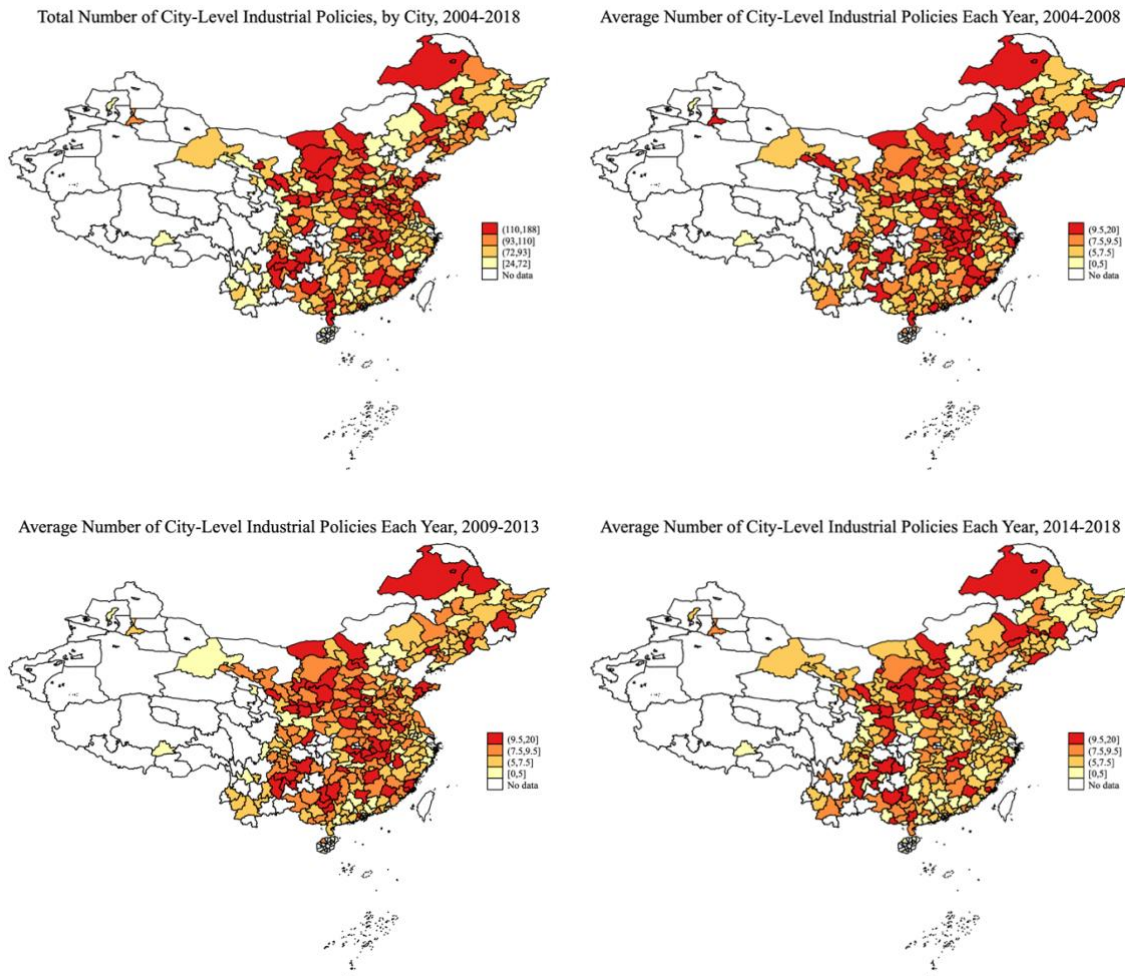 Total Number of City-Level Industrial Policies, by City, 2004-2018
(110,188]
(93,110]
(72,93]
[24,72]
No data
Average Number of City-Level Industrial Policies Each Year, 2004-2008
(9.5,20]
(7.5,9.5]
(5,7.5]
[0,5]
No data
Average Number of City-Level Industrial Policies Each Year, 2009-2013
(9.5,20]
(7.5,9.5]
(5,7.5]
[0,5]
No data
Average Number of City-Level Industrial Policies Each Year, 2014-2018
(9.5,20]
(7.5,9.5]
(5,7.5]
[0,5]
No data